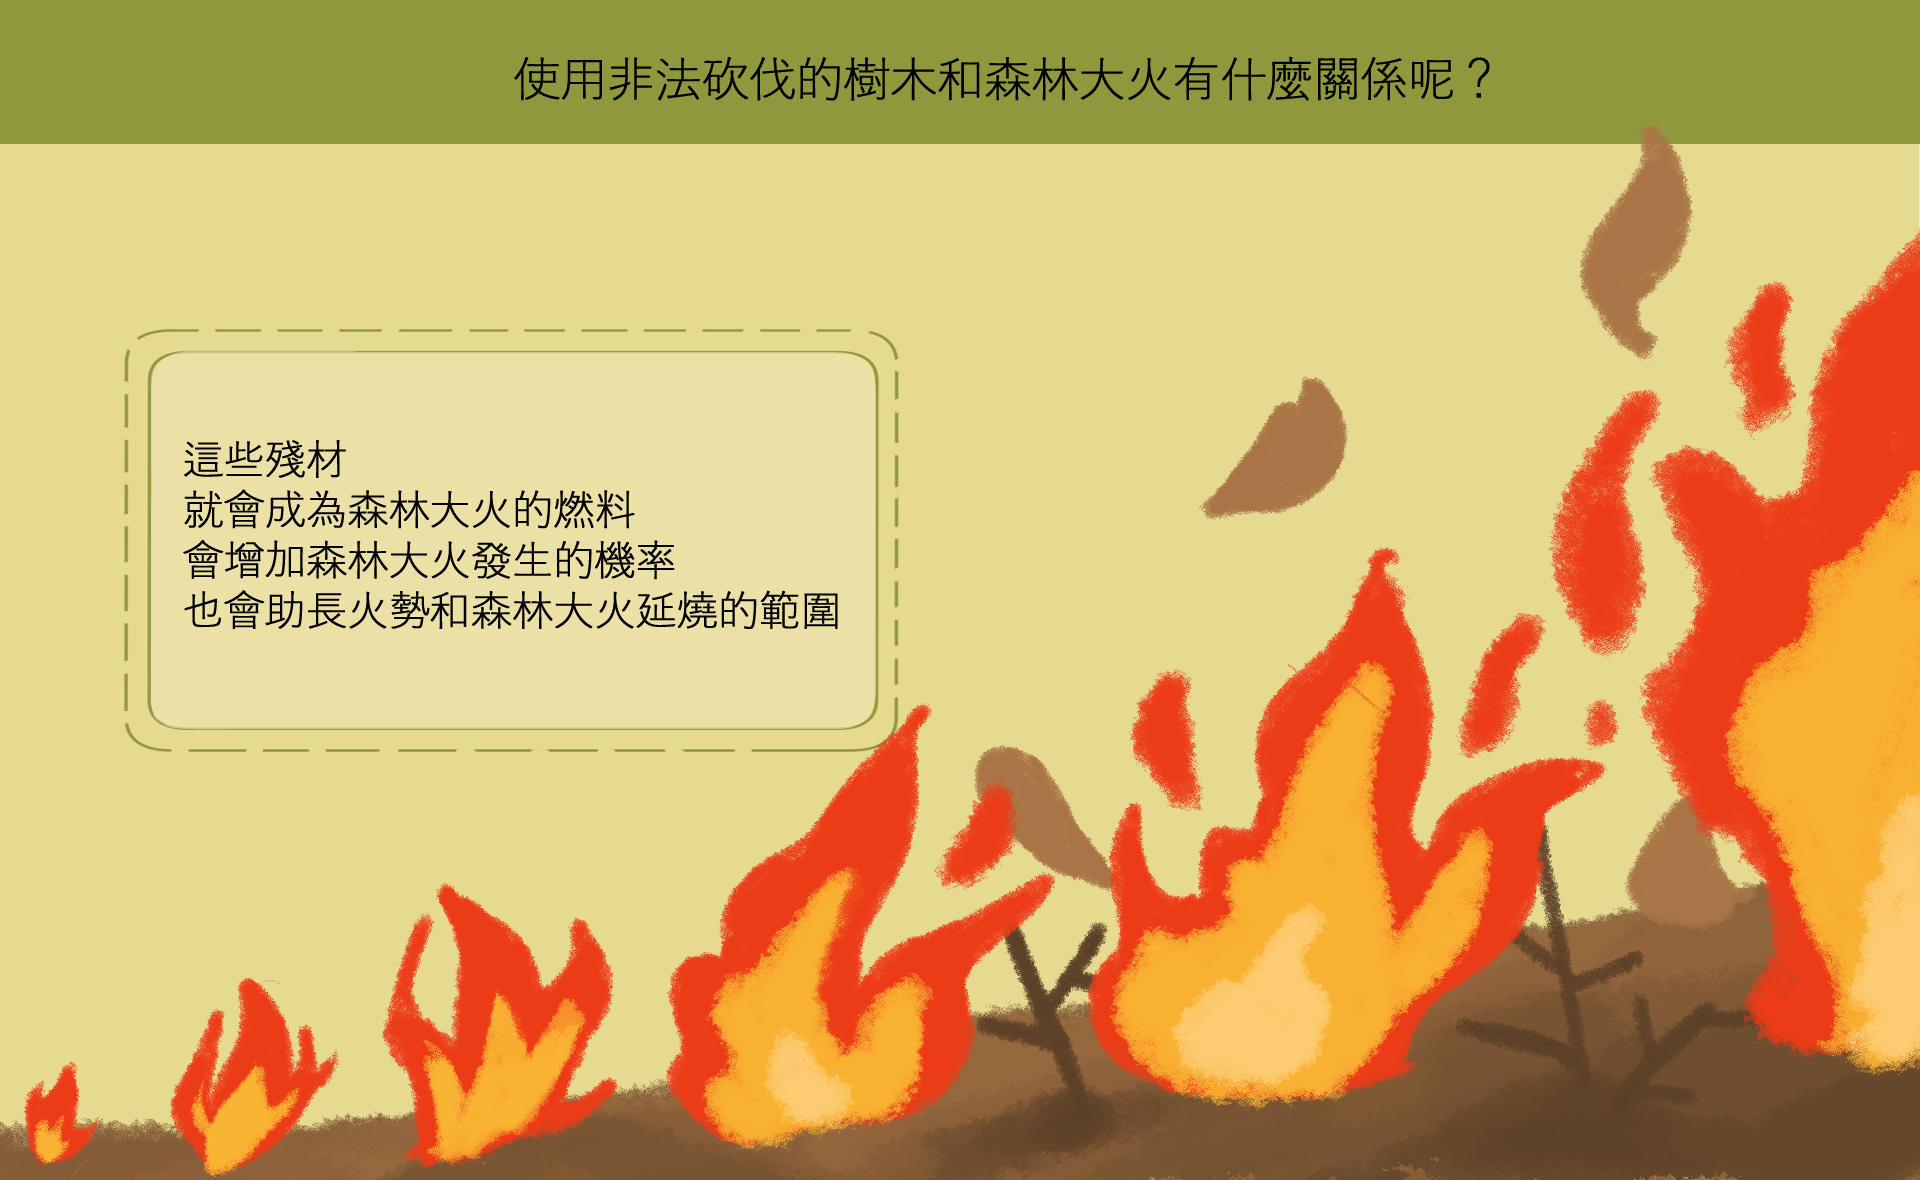 使用非法砍伐的樹木和森林大火有什麼關係呢？
這些殘材
就會成為森林大火的燃料
會增加森林大火發生的機率
也會助長火勢和森林大火延燒的範圍